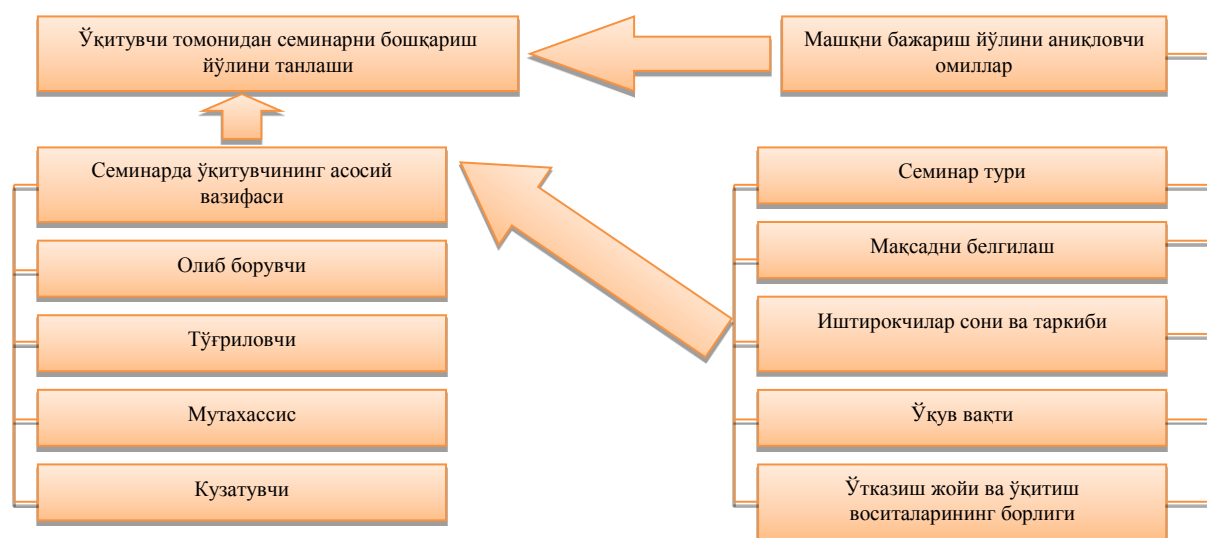 Ўқитувчи томонидан семинарни бошқариш
йўлини танлаши
Машқни бажариш йўлини аниқловчи
омиллар
Семинарда ўқитувчининг асосий
вазифаси
Олиб борувчи
Тўғриловчи
Мутахассис
Кузатувчи
Семинар тури
Мақсадни белгилаш
Иштирокчилар сони ва таркиби
Ўқув вақти
Ўтказиш жойи ва ўқитиш
воситаларининг борлиги